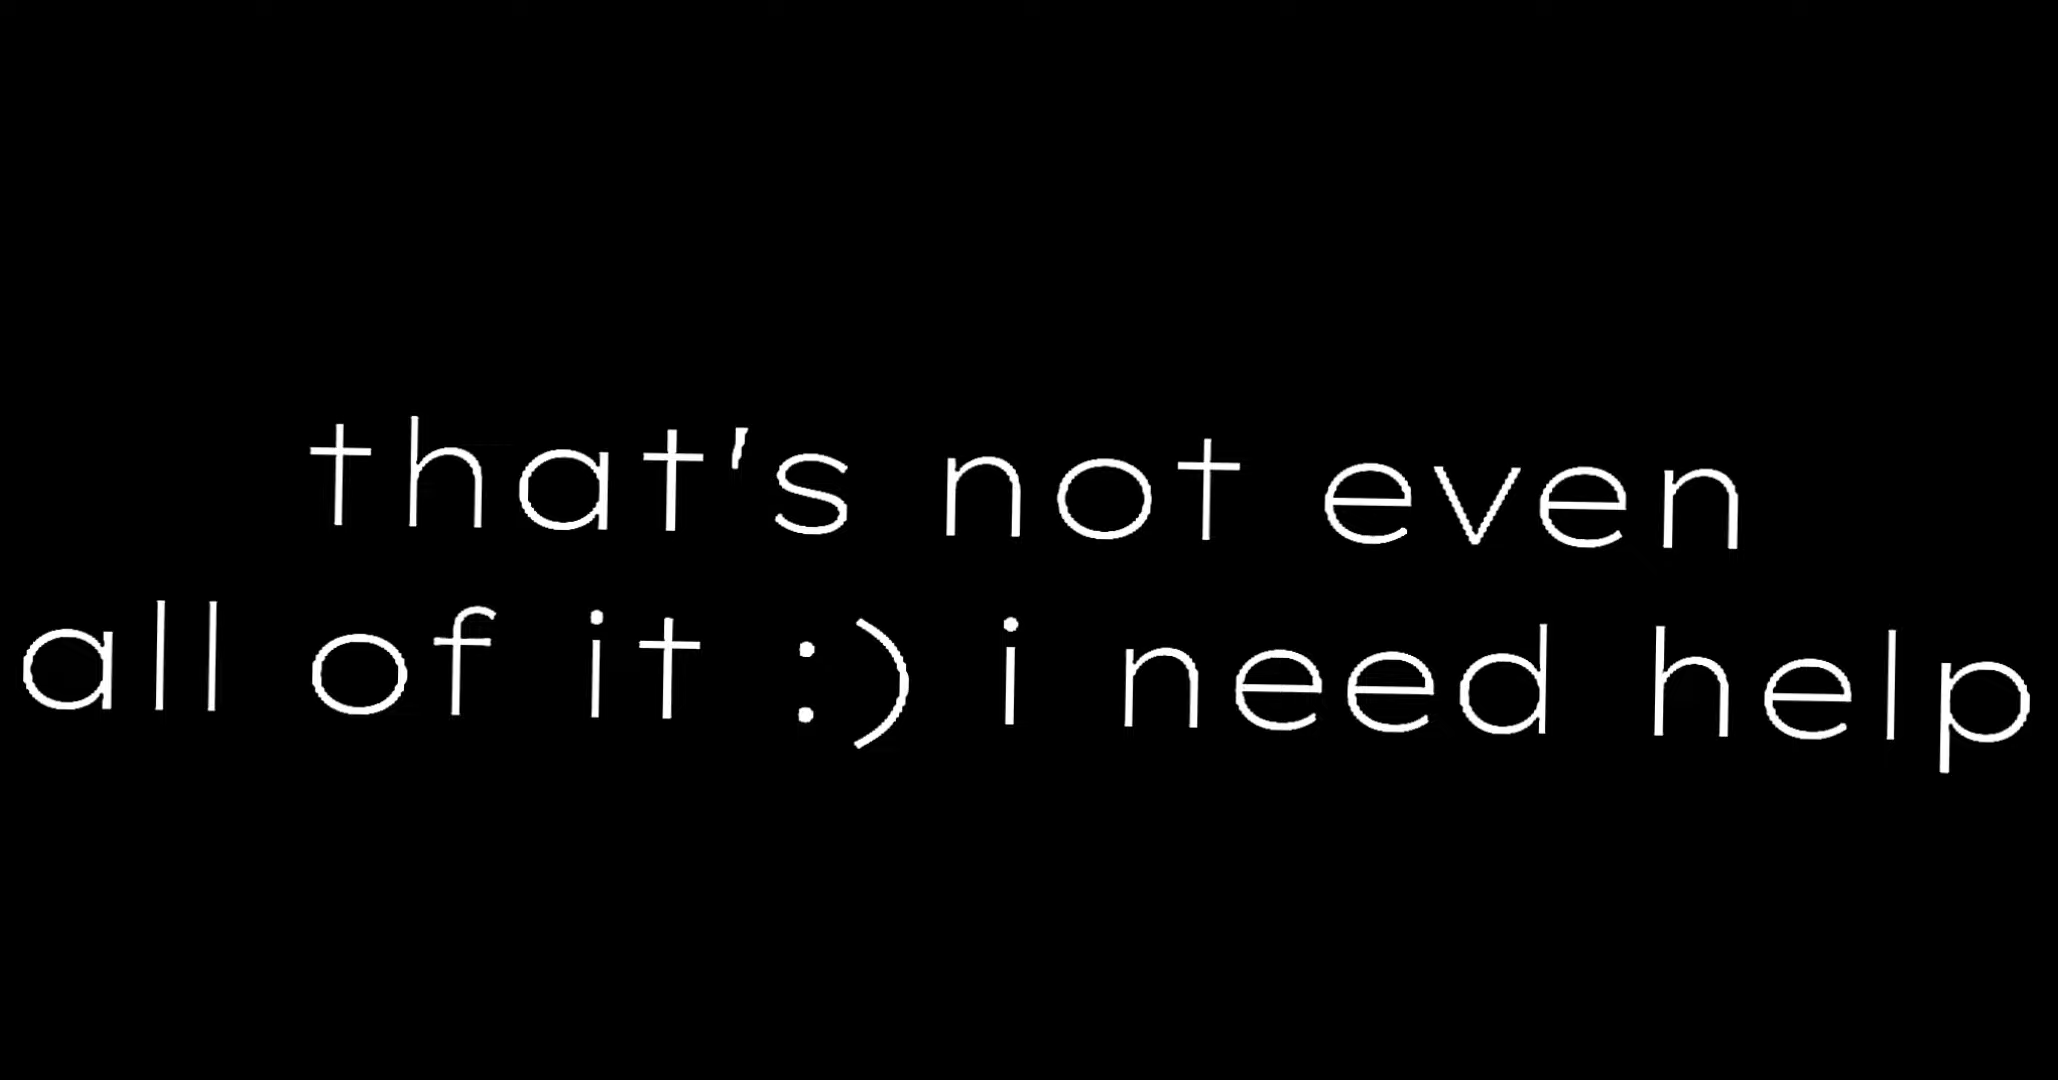 that's not even
all of it :) i need help